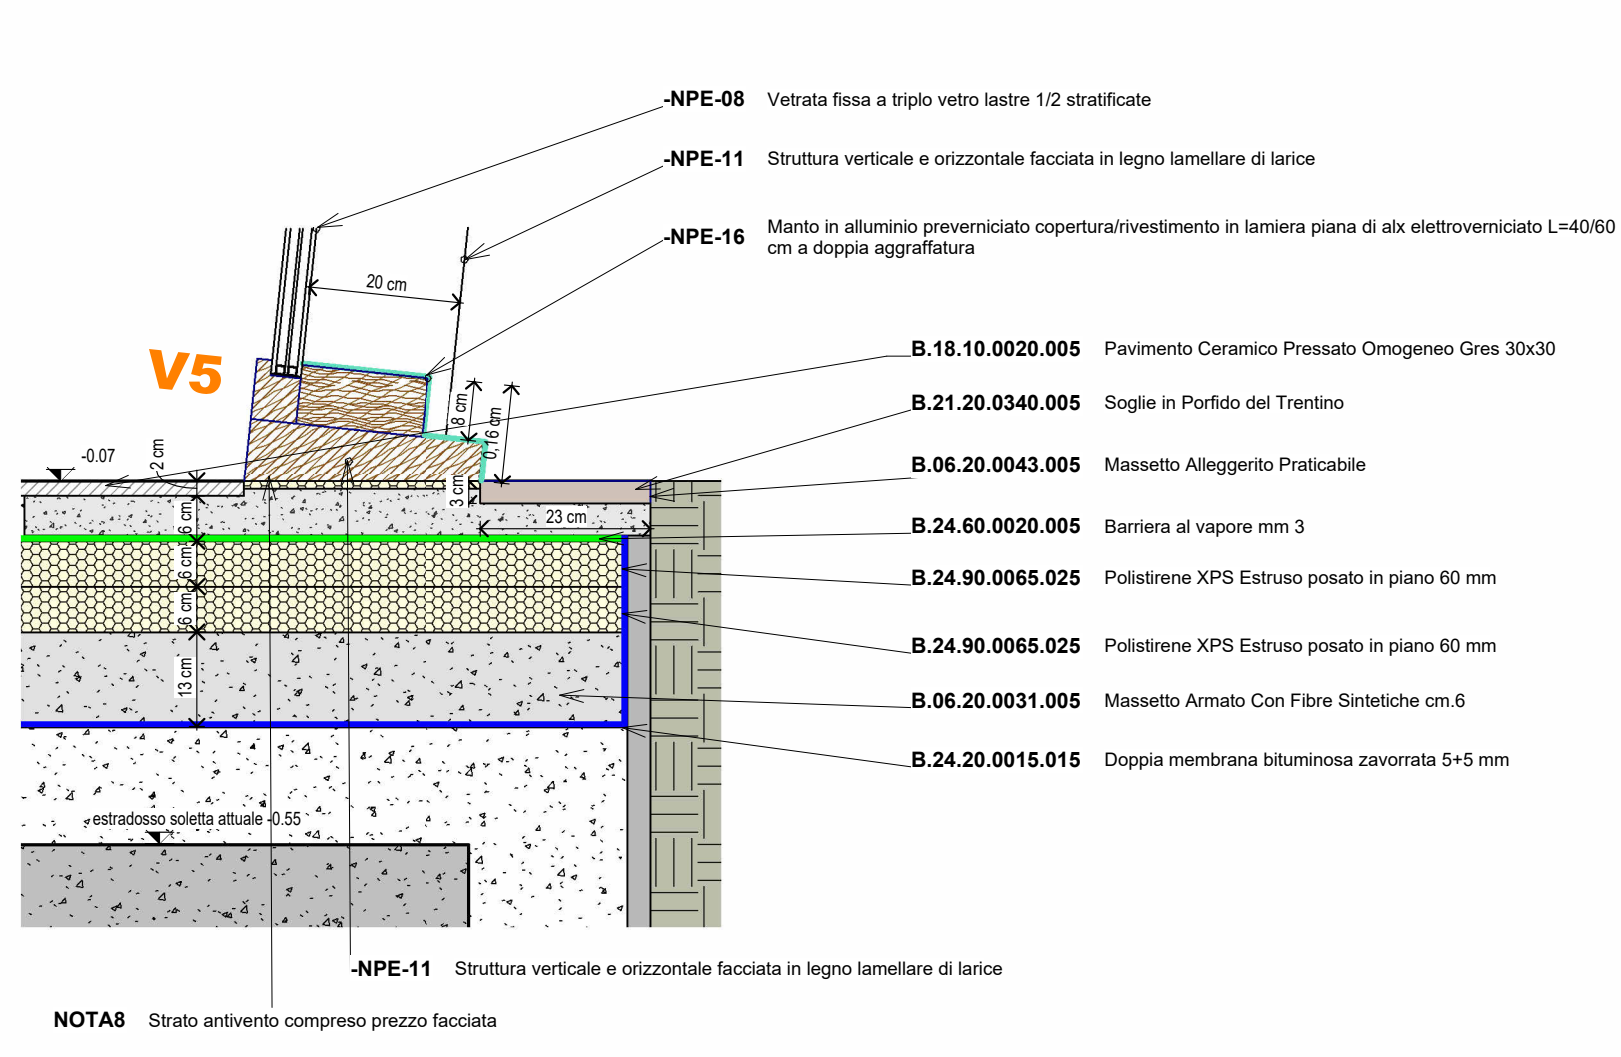 -NPE-08 Vetrata fissa a triplo vetro lastre 1/2 stratificate
-NPE-11 Struttura verticale e orizzontale facciata in legno lamellare di larice
-NPE-16 Manto in alluminio preverniciato copertura/rivestimento in lamiera piana di alx elettroverniciato L=40/60
cm a doppia aggraffatura
20 cm
V5
B.18.10.0020.005 Pavimento Ceramico Pressato Omogeneo Gres 30x30
B.21.20.0340.005 Soglie in Porfido del Trentino
8 cm
0,16 cm
-0.07
2 cm
B.06.20.0043.005 Massetto Alleggerito Praticabile
3 cm
23 cm
6 cm
B.24.60.0020.005 Barriera al vapore mm 3
6 cm
B.24.90.0065.025 Polistirene XPS Estruso posato in piano 60 mm
6 cm
B.24.90.0065.025 Polistirene XPS Estruso posato in piano 60 mm
13 cm
B.06.20.0031.005 Massetto Armato Con Fibre Sintetiche cm.6
B.24.20.0015.015 Doppia membrana bituminosa zavorrata 5+5 mm
estradosso soletta attuale -0.55
-NPE-11 Struttura verticale e orizzontale facciata in legno lamellare di larice
NOTA8 Strato antivento compreso prezzo facciata